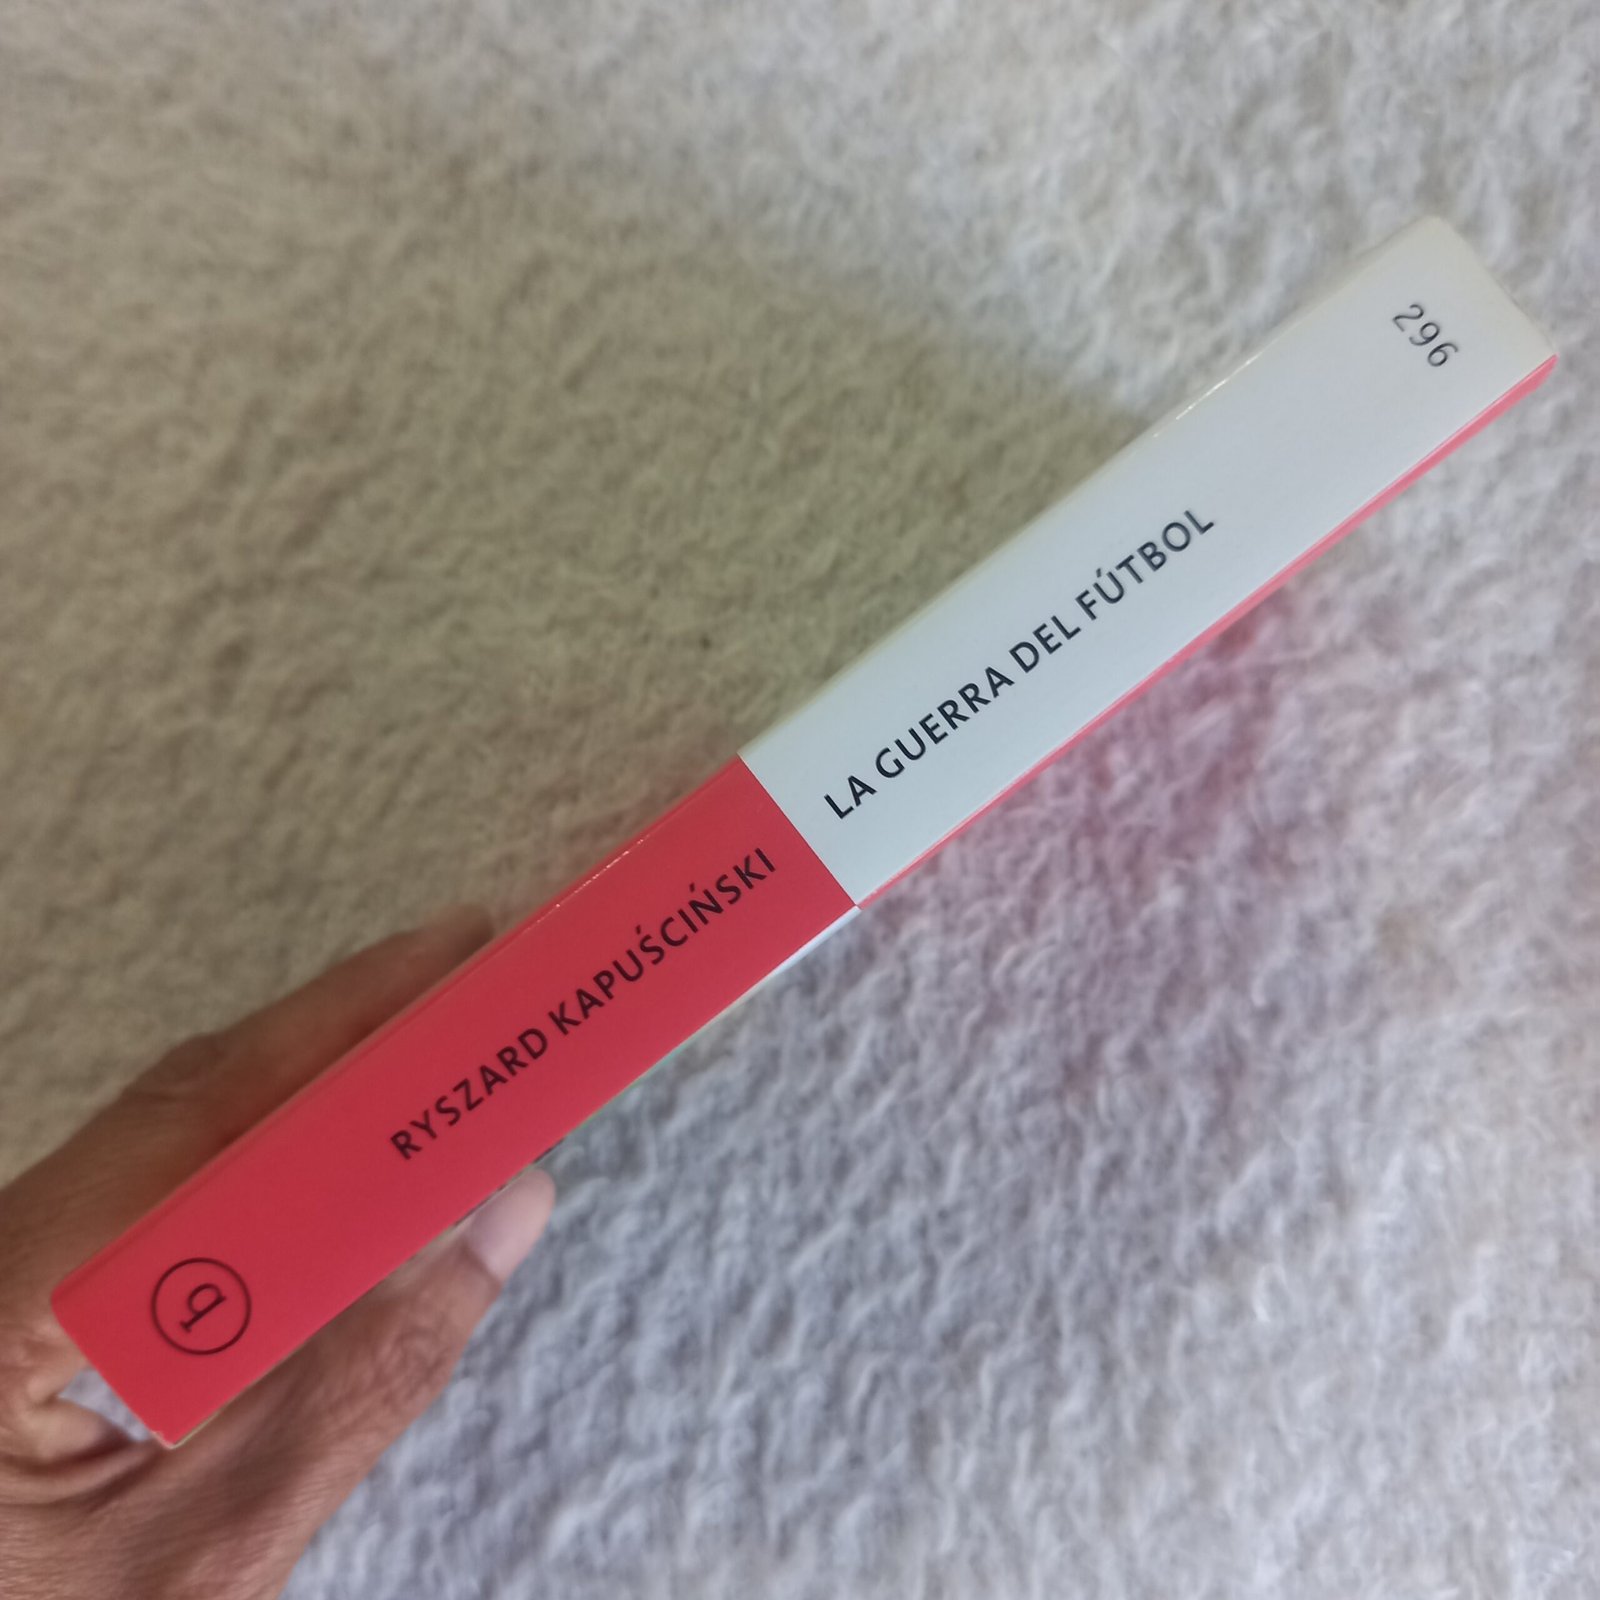 RYSZARD KAPUŚCIŃSKI
LA GUERRA DEL FÚTBOL
296
b